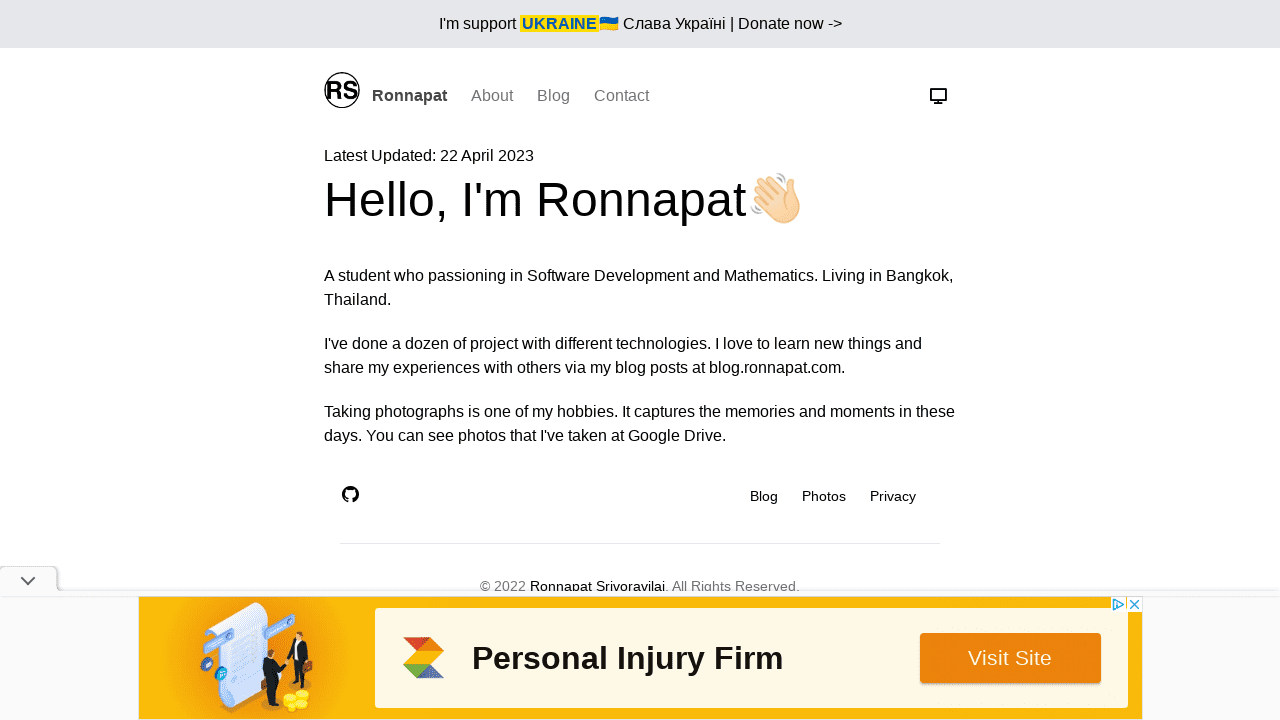 I'm support UKRAINE🇺🇦 Слава Україні | Donate now ->
RS Ronnapat About Blog Contact
Latest Updated: 22 April 2023
Hello, I'm Ronnapat👋🏻
A student who passioning in Software Development and Mathematics. Living in Bangkok,
Thailand.
I've done a dozen of project with different technologies. I love to learn new things and
share my experiences with others via my blog posts at blog.ronnapat.com.
Taking photographs is one of my hobbies. It captures the memories and moments in these
days. You can see photos that I've taken at Google Drive.
Blog Photos Privacy
© 2022 Ronnapat Srivoravilai. All Rights Reserved.
Personal Injury Firm
Visit Site